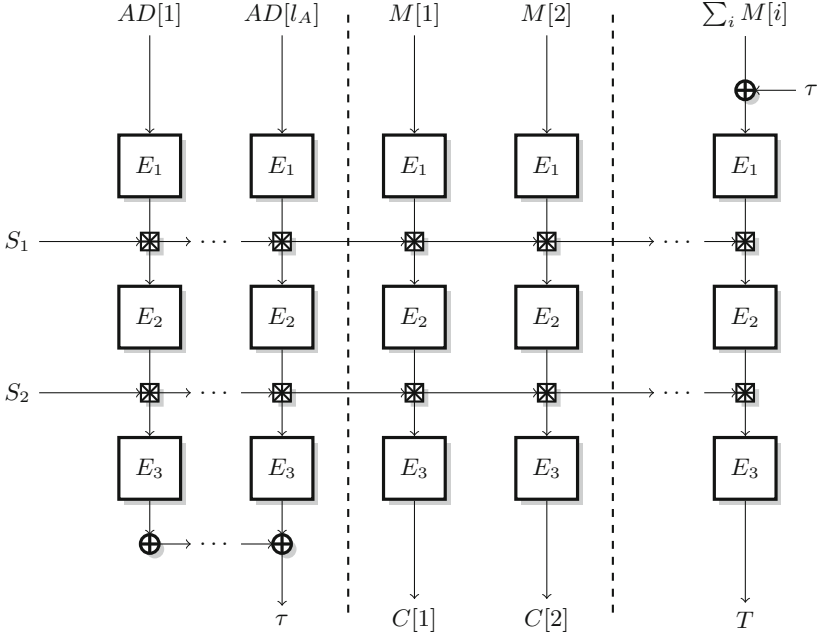 AD[1] AD[l_A] M[1] M[2] ∑_i M[i]
τ
E_1 E_1 E_1 E_1 E_1
S_1 ··· ···
E_2 E_2 E_2 E_2 E_2
S_2 ··· ···
E_3 E_3 E_3 E_3 E_3
···
τ C[1] C[2] T